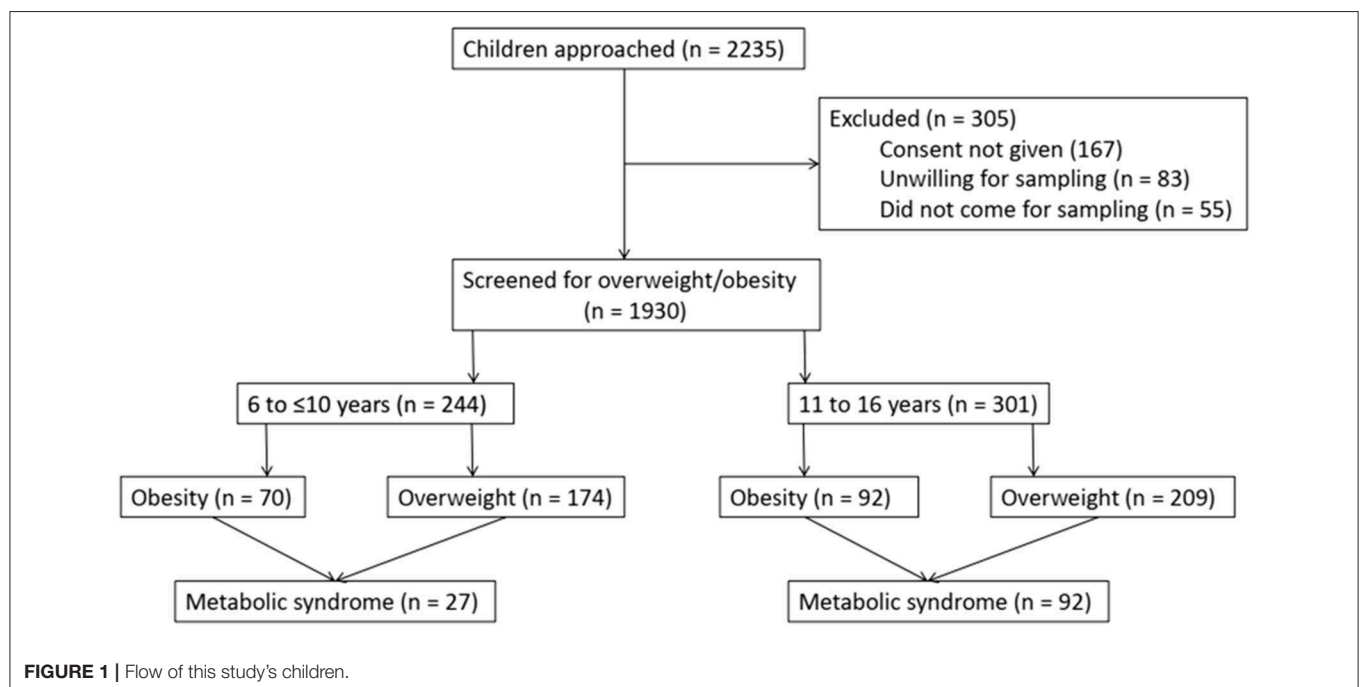 Children approached (n = 2235)
Excluded (n = 305)
Consent not given (167)
Unwilling for sampling (n = 83)
Did not come for sampling (n = 55)
Screened for overweight/obesity
(n = 1930)
6 to ≤10 years (n = 244)
11 to 16 years (n = 301)
Obesity (n = 70)
Overweight (n = 174)
Obesity (n = 92)
Overweight (n = 209)
Metabolic syndrome (n = 27)
Metabolic syndrome (n = 92)
FIGURE 1 | Flow of this study's children.